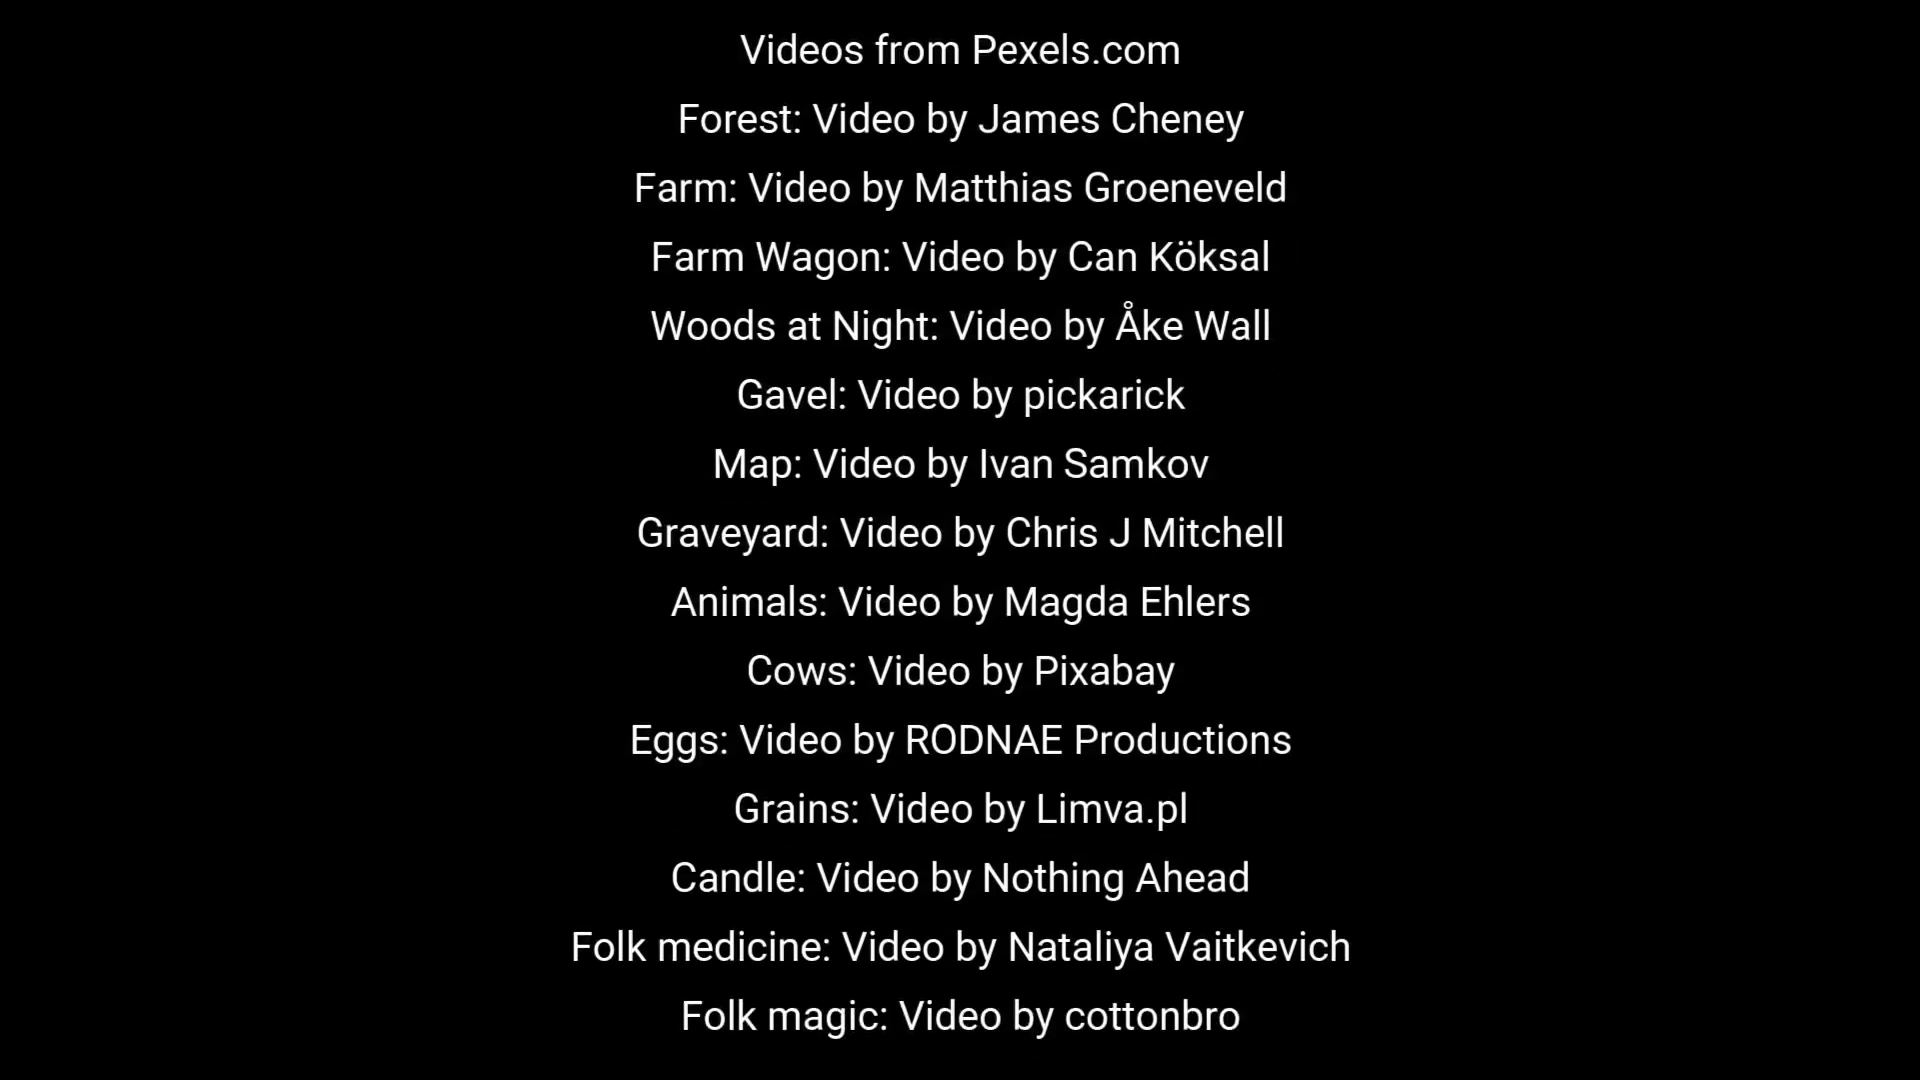 Videos from Pexels.com
Forest: Video by James Cheney
Farm: Video by Matthias Groeneveld
Farm Wagon: Video by Can Köksal
Woods at Night: Video by Åke Wall
Gavel: Video by pickarick
Map: Video by Ivan Samkov
Graveyard: Video by Chris J Mitchell
Animals: Video by Magda Ehlers
Cows: Video by Pixabay
Eggs: Video by RODNAE Productions
Grains: Video by Limva.pl
Candle: Video by Nothing Ahead
Folk medicine: Video by Nataliya Vaitkevich
Folk magic: Video by cottonbro